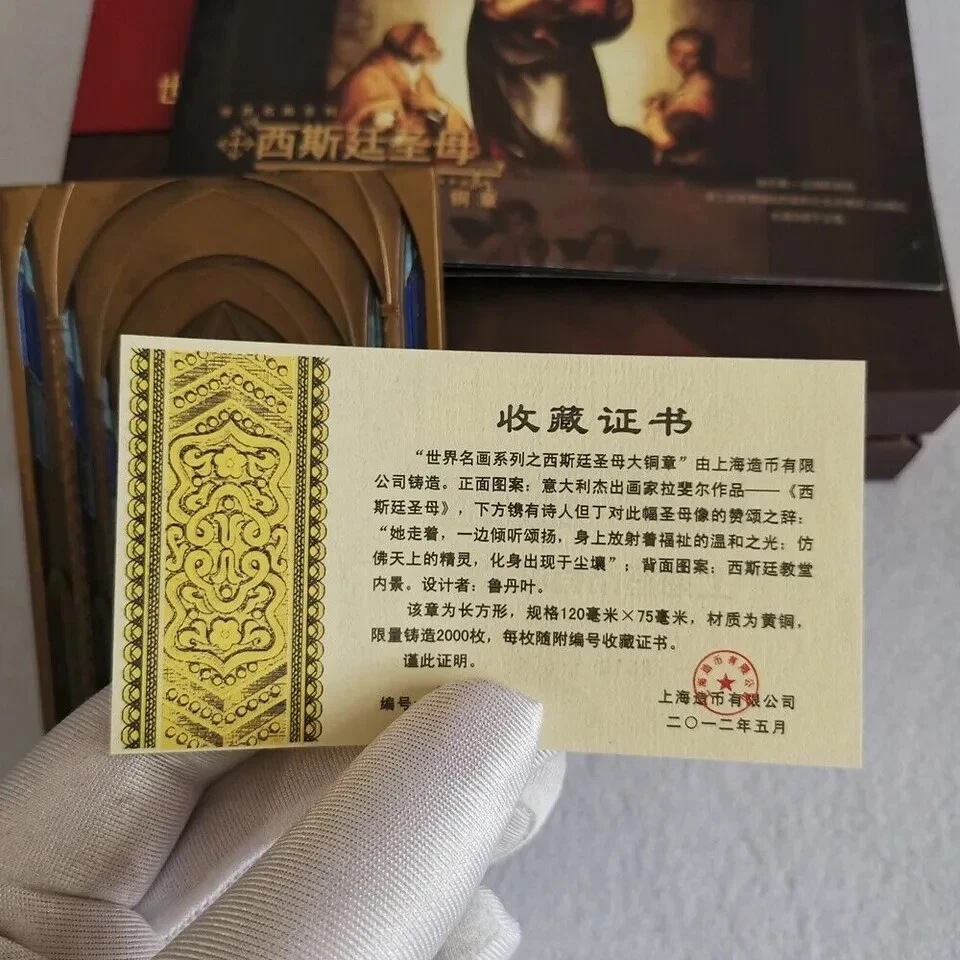 世
西斯廷圣母
铜章
收藏证书
“世界名画系列之西斯廷圣母大铜章”由上海造币有限
公司铸造。正面图案：意大利杰出画家拉斐尔作品——《西
斯廷圣母》，下方镌有诗人但丁对此幅圣母像的赞颂之辞：
“她走着，一边倾听颂扬，身上放射着福祉的温和之光；仿
佛天上的精灵，化身出现于尘壤”；背面图案：西斯廷教堂
内景。设计者：鲁丹叶。
该章为长方形，规格120毫米×75毫米，材质为黄铜，
限量铸造2000枚，每枚随附编号收藏证书。
谨此证明。
编号
上海造币有限公司
二〇一二年五月